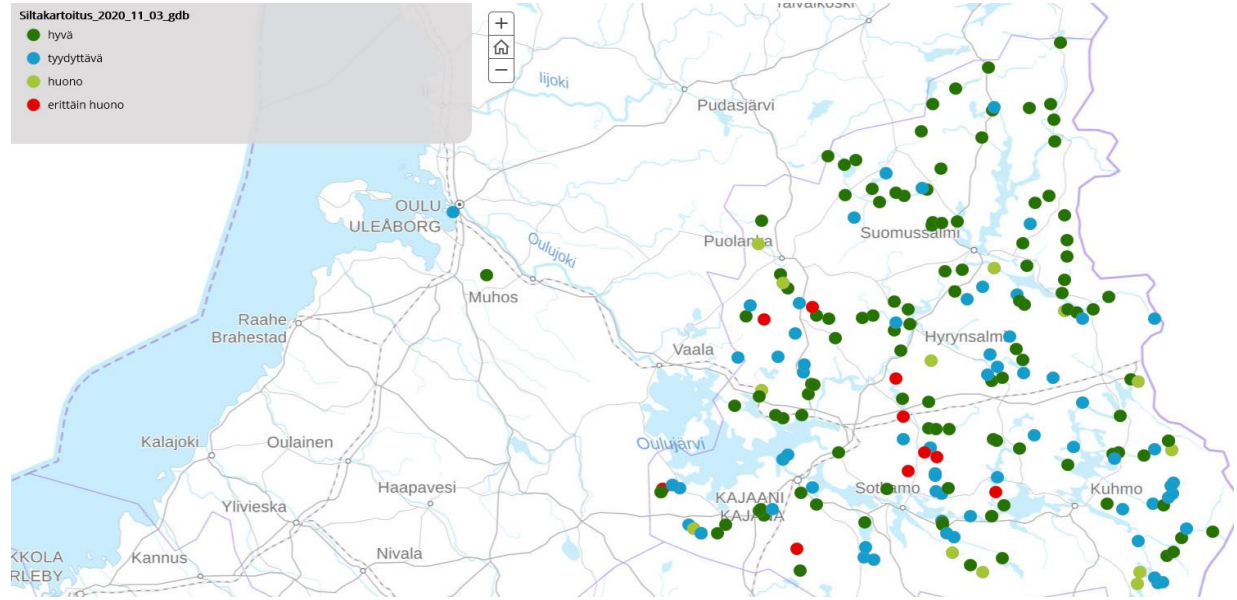 Siltakartoitus_2020_11_03_gdb
hyvä
tyydyttävä
huono
erittäin huono
+
−
Iijoki
Pudasjärvi
OULU
ULEÅBORG
Oulujoki
Puolanka
Suomussalmi
Muhos
Raahe
Brahestad
Vaala
Hyrynsalmi
Kalajoki
Oulainen
Oulujärvi
Haapavesi
KAJAANI
KAJANA
Sotkamo
Kuhmo
Ylivieska
KKOLA
RLEBY
Kannus
Nivala